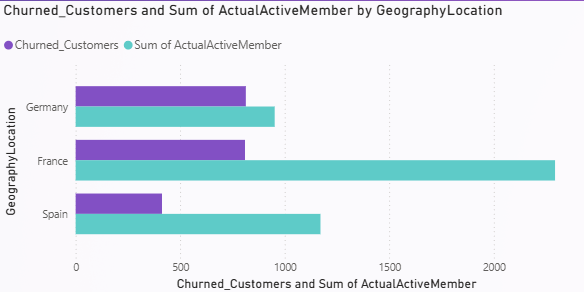 Churned_Customers and Sum of ActualActiveMember by GeographyLocation
Churned_Customers Sum of ActualActiveMember
GeographyLocation
Germany
France
Spain
0 500 1000 1500 2000
Churned_Customers and Sum of ActualActiveMember